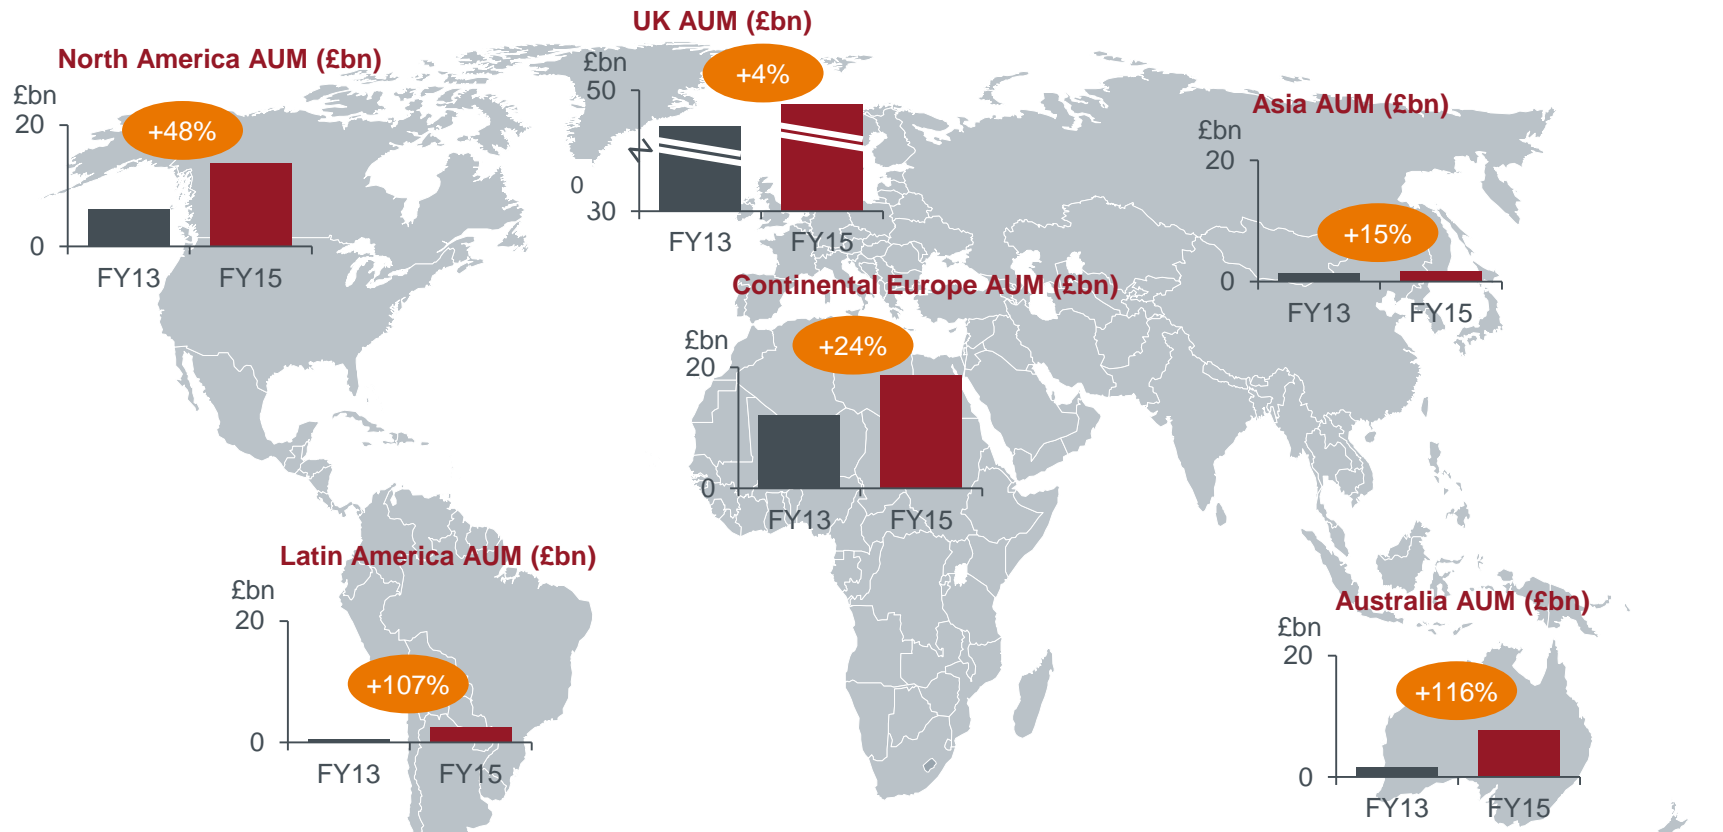 UK AUM (£bn)
£bn
50
+4%
0
30
FY13
FY15
North America AUM (£bn)
£bn
20
+48%
0
FY13
FY15
Asia AUM (£bn)
£bn
20
+15%
0
FY13
FY15
Continental Europe AUM (£bn)
£bn
20
+24%
0
FY13
FY15
Latin America AUM (£bn)
£bn
20
+107%
0
FY13
FY15
Australia AUM (£bn)
£bn
20
+116%
0
FY13
FY15